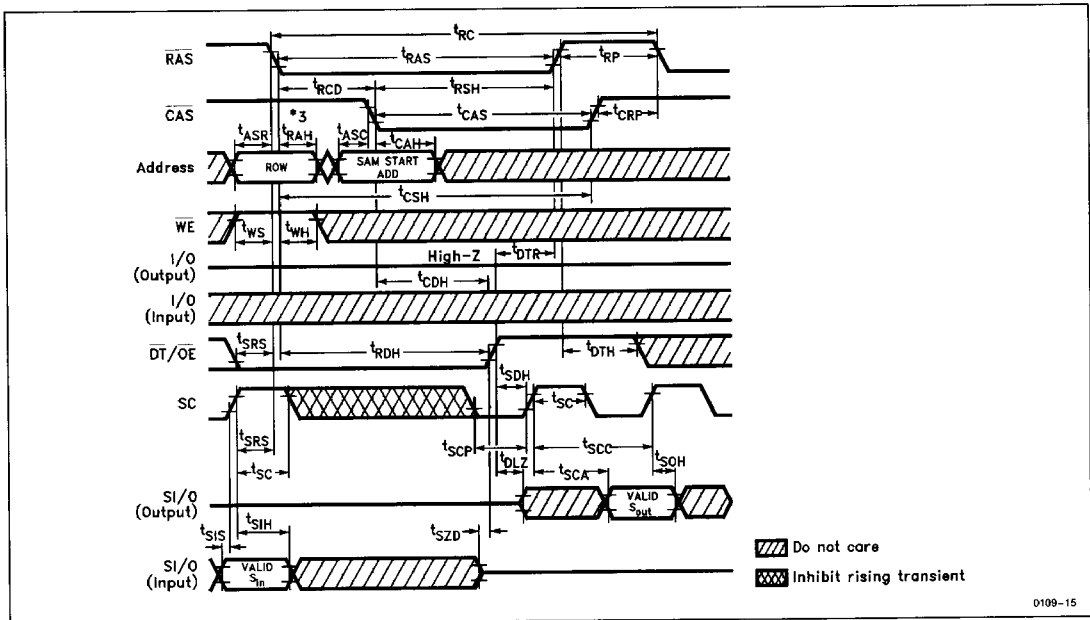 tRC
RAS
tRAS
tRP
tRCD
tRSH
CAS
*3
tCAS
tCRP
tASR
tRAH
tASC
tCAH
Address
ROW
SAM START
ADD
tCSH
WE
tWS
tWH
I/O
(Output)
High-Z
tDTR
tCDH
I/O
(Input)
DT/OE
tSRS
tRDH
tDTH
SC
tSDH
tSC
tSRS
tSCP
tSCC
tSC
tDLZ
tSCA
tSOH
SI/O
(Output)
VALID
Sout
tSIS
tSIH
tSZD
SI/O
(Input)
VALID
Sin
Do not care
Inhibit rising transient
0109-15